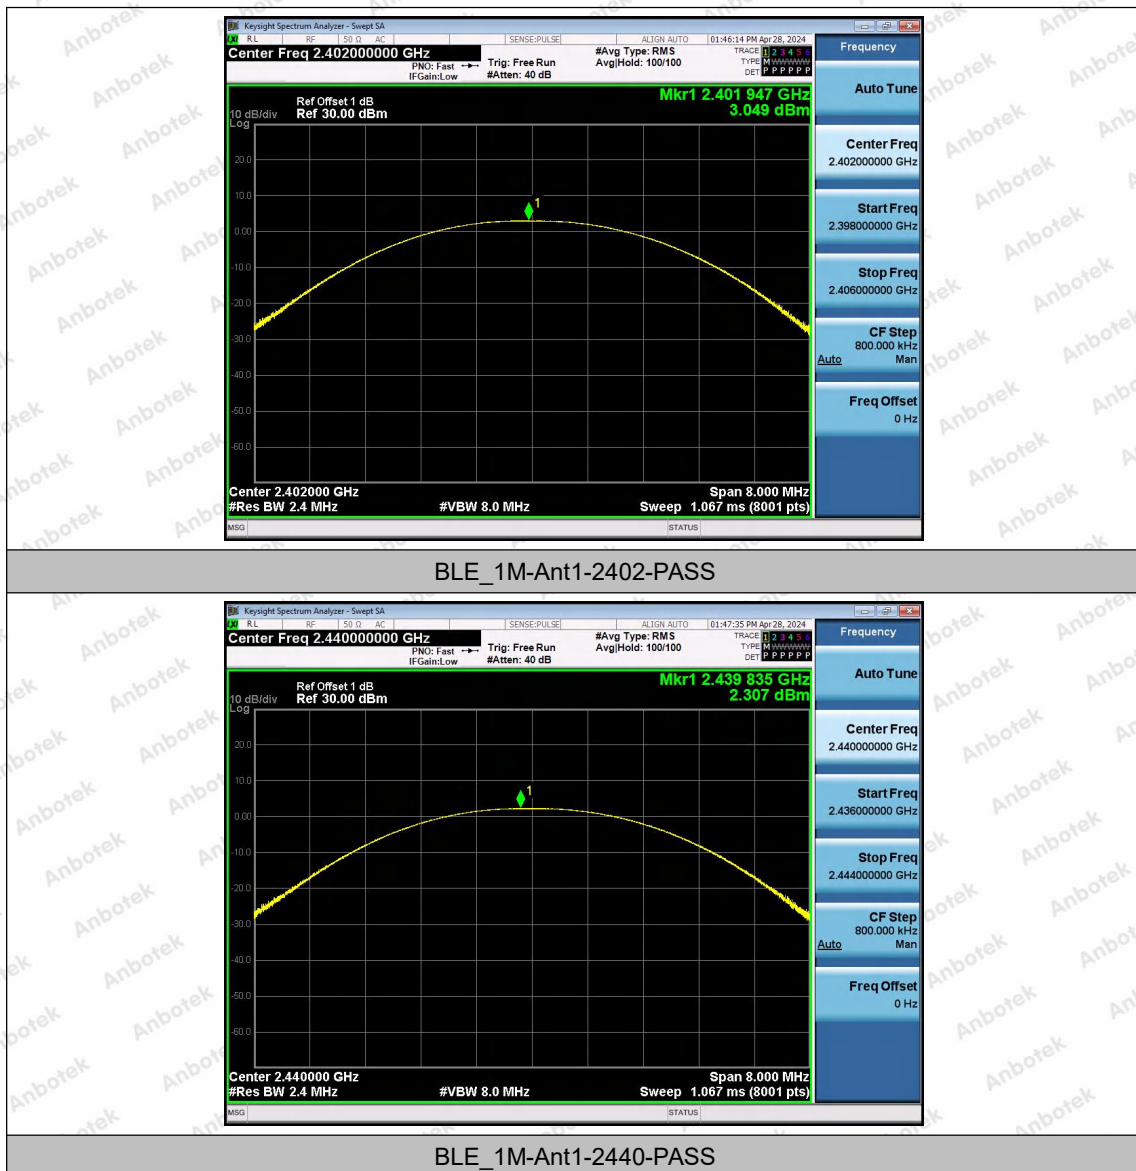 Keysight Spectrum Analyzer - Swept SA
RL RF 50 Ω AC SENSE:PULSE ALIGN AUTO 01:46:14 PM Apr 28, 2024
Center Freq 2.402000000 GHz
PNO: Fast
IFGain:Low
Trig: Free Run
#Atten: 40 dB
#Avg Type: RMS
Avg|Hold: 100/100
TRACE 1 2 3 4 5 6
TYPE M WWWWW
DET P P P P P P
Frequency
Mkr1 2.401 947 GHz
3.049 dBm
Ref Offset 1 dB
10 dB/div Ref 30.00 dBm
Log
20.0
10.0
0.00
-10.0
-20.0
-30.0
-40.0
-50.0
-60.0
1
Center 2.402000 GHz Span 8.000 MHz
#Res BW 2.4 MHz #VBW 8.0 MHz Sweep 1.067 ms (8001 pts)
MSG STATUS
Auto Tune
Center Freq
2.402000000 GHz
Start Freq
2.398000000 GHz
Stop Freq
2.406000000 GHz
CF Step
800.000 kHz
Auto Man
Freq Offset
0 Hz
BLE_1M-Ant1-2402-PASS
Keysight Spectrum Analyzer - Swept SA
RL RF 50 Ω AC SENSE:PULSE ALIGN AUTO 01:47:35 PM Apr 28, 2024
Center Freq 2.440000000 GHz
PNO: Fast
IFGain:Low
Trig: Free Run
#Atten: 40 dB
#Avg Type: RMS
Avg|Hold: 100/100
TRACE 1 2 3 4 5 6
TYPE M WWWWW
DET P P P P P P
Frequency
Mkr1 2.439 835 GHz
2.307 dBm
Ref Offset 1 dB
10 dB/div Ref 30.00 dBm
Log
20.0
10.0
0.00
-10.0
-20.0
-30.0
-40.0
-50.0
-60.0
1
Center 2.440000 GHz Span 8.000 MHz
#Res BW 2.4 MHz #VBW 8.0 MHz Sweep 1.067 ms (8001 pts)
MSG STATUS
Auto Tune
Center Freq
2.440000000 GHz
Start Freq
2.436000000 GHz
Stop Freq
2.444000000 GHz
CF Step
800.000 kHz
Auto Man
Freq Offset
0 Hz
BLE_1M-Ant1-2440-PASS
Anbotek